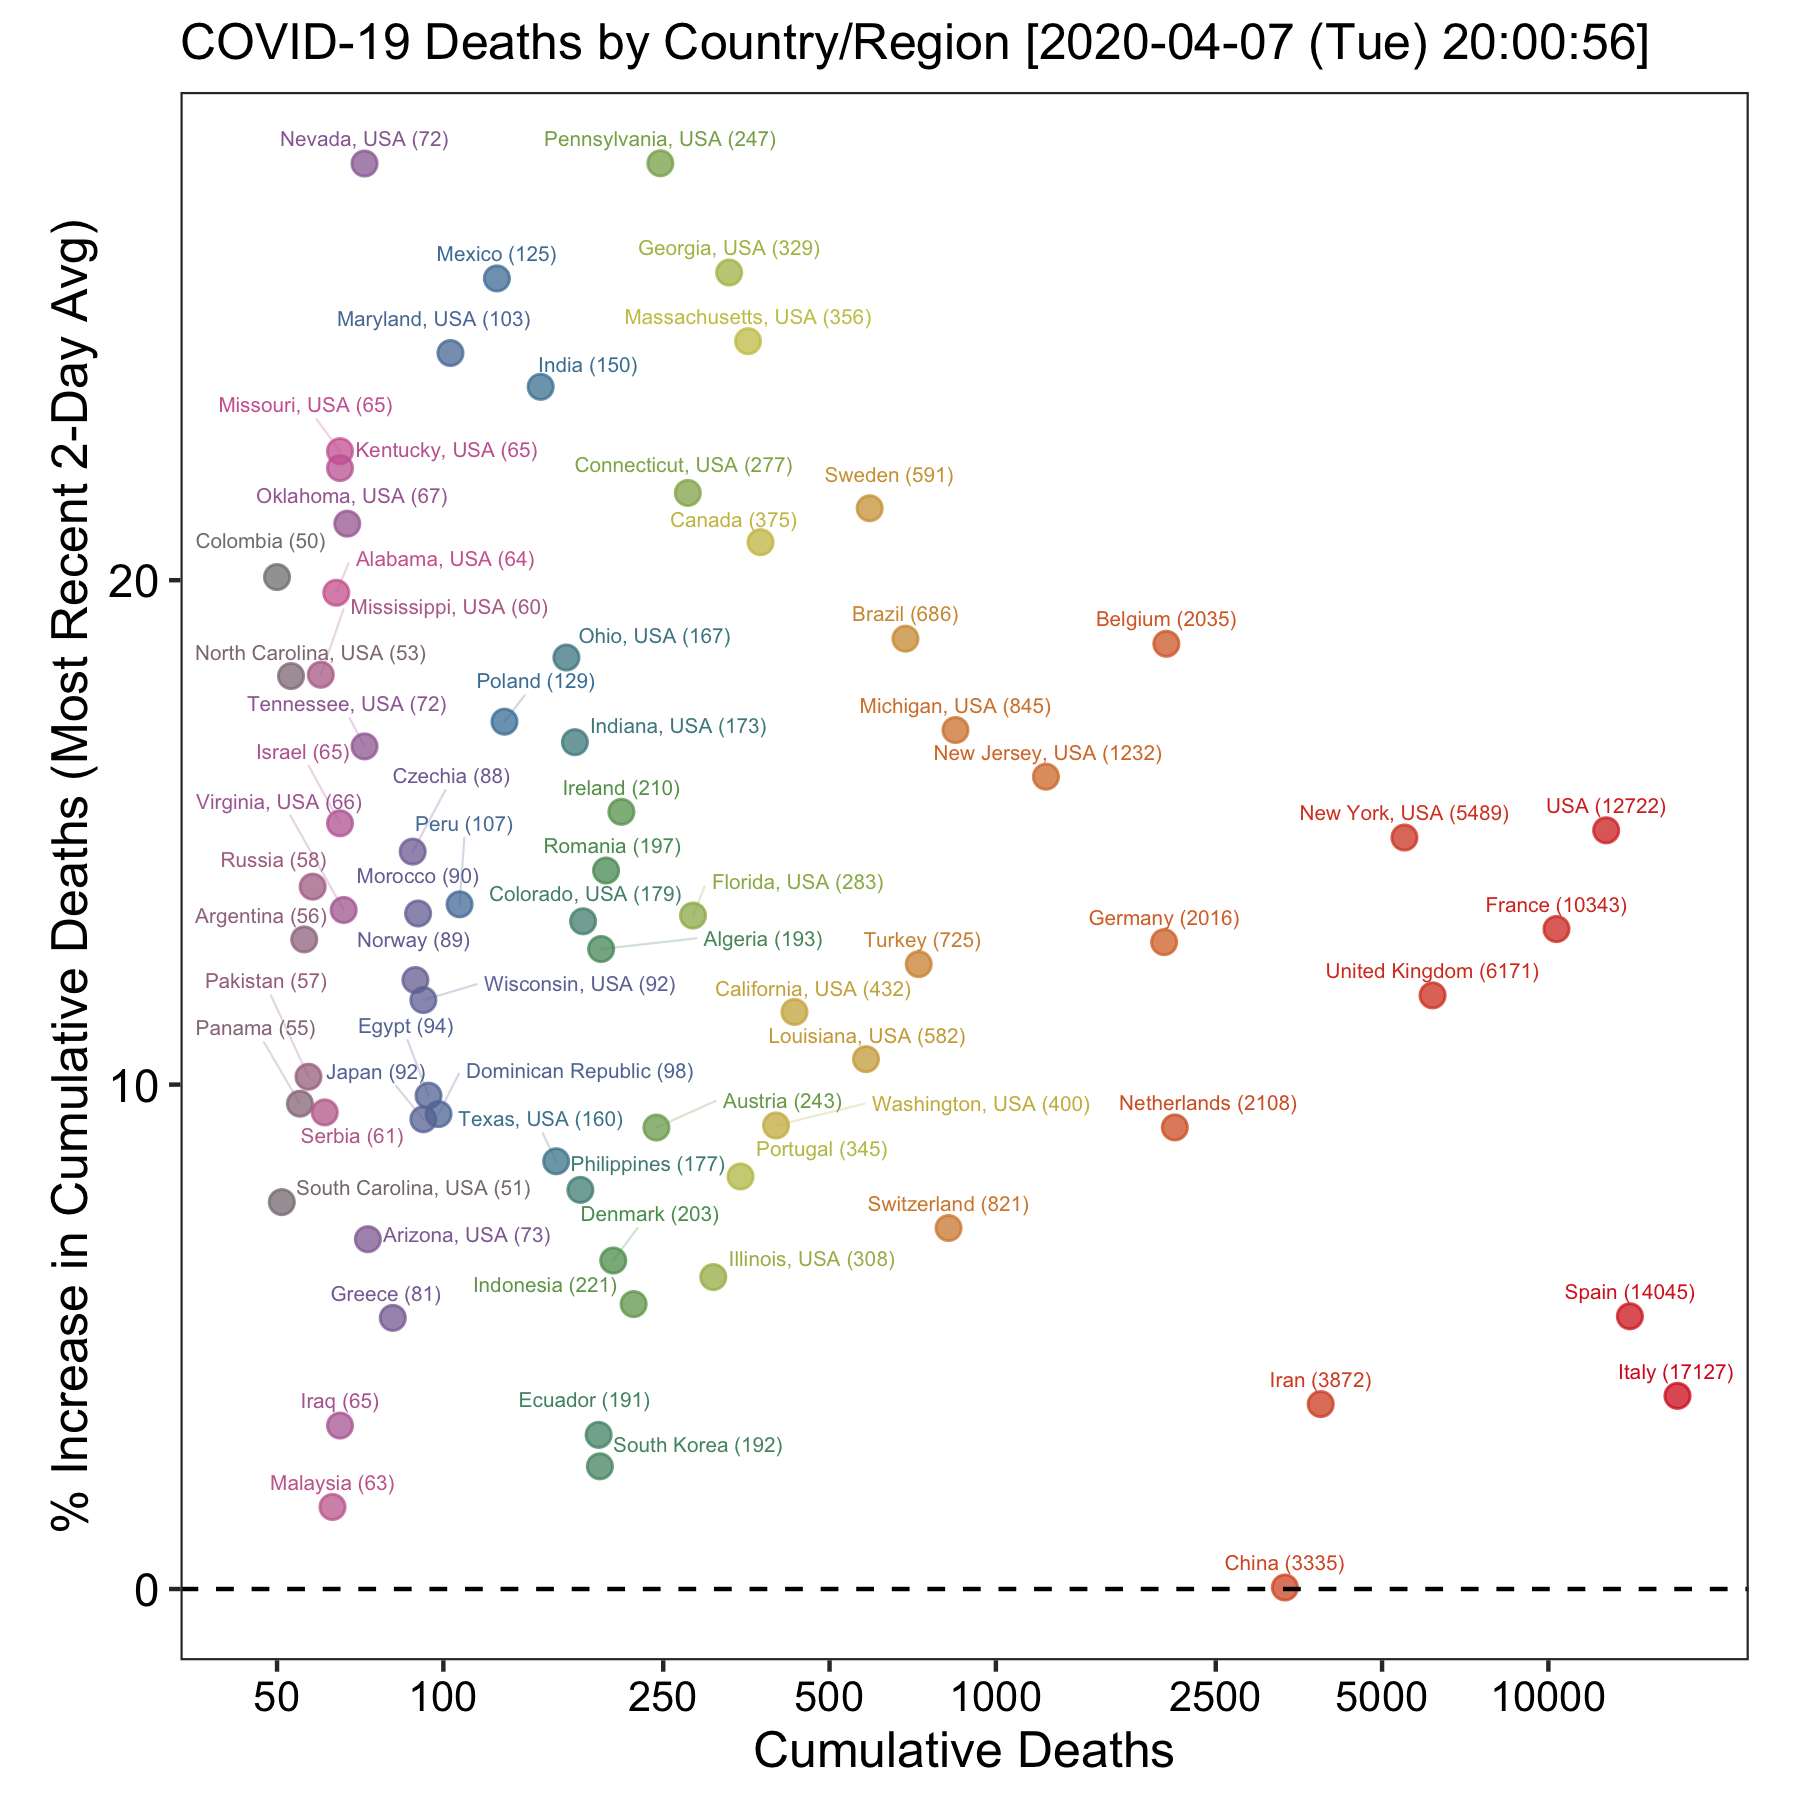 COVID-19 Deaths by Country/Region [2020-04-07 (Tue) 20:00:56]
% Increase in Cumulative Deaths (Most Recent 2-Day Avg)
Nevada, USA (72)
Pennsylvania, USA (247)
Georgia, USA (329)
Mexico (125)
Massachusetts, USA (356)
Maryland, USA (103)
India (150)
Missouri, USA (65)
Kentucky, USA (65)
Connecticut, USA (277)
Sweden (591)
Oklahoma, USA (67)
Canada (375)
Colombia (50)
Alabama, USA (64)
20
Mississippi, USA (60)
Brazil (686)
Belgium (2035)
Ohio, USA (167)
North Carolina, USA (53)
Poland (129)
Tennessee, USA (72)
Michigan, USA (845)
Indiana, USA (173)
Israel (65)
New Jersey, USA (1232)
Czechia (88)
Ireland (210)
Virginia, USA (66)
USA (12722)
New York, USA (5489)
Peru (107)
Romania (197)
Russia (58)
Morocco (90)
Florida, USA (283)
Colorado, USA (179)
France (10343)
Argentina (56)
Germany (2016)
Norway (89)
Algeria (193)
Turkey (725)
United Kingdom (6171)
Pakistan (57)
Wisconsin, USA (92)
California, USA (432)
Panama (55)
Egypt (94)
Louisiana, USA (582)
Japan (92)
Dominican Republic (98)
10
Austria (243)
Washington, USA (400)
Netherlands (2108)
Texas, USA (160)
Serbia (61)
Portugal (345)
Philippines (177)
South Carolina, USA (51)
Switzerland (821)
Denmark (203)
Arizona, USA (73)
Illinois, USA (308)
Indonesia (221)
Greece (81)
Spain (14045)
Italy (17127)
Iran (3872)
Iraq (65)
Ecuador (191)
South Korea (192)
Malaysia (63)
China (3335)
0
50 100 250 500 1000 2500 5000 10000
Cumulative Deaths